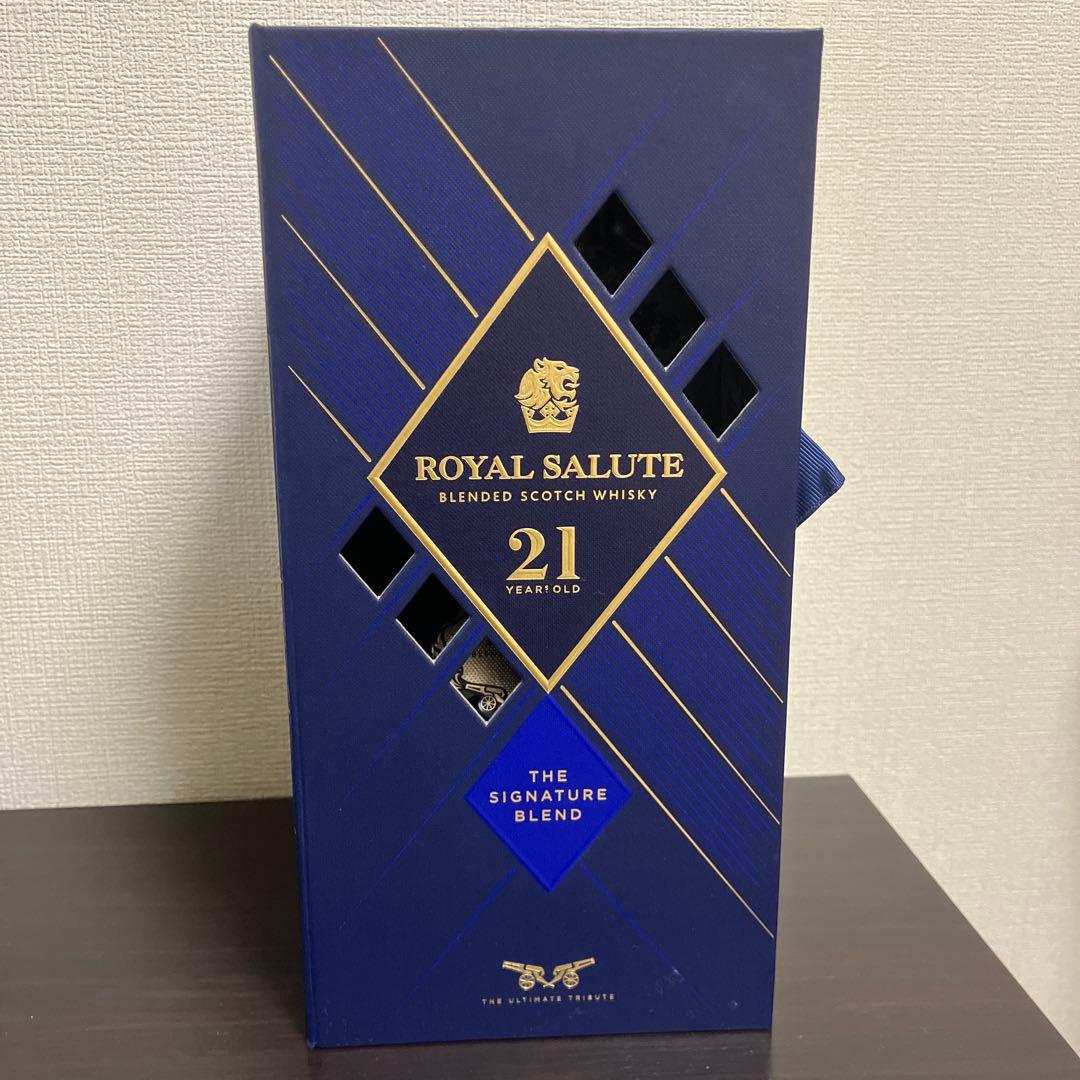 ROYAL SALUTE
BLENDED SCOTCH WHISKY
21
YEARS OLD
THE
SIGNATURE
BLEND
THE ULTIMATE TRIBUTE